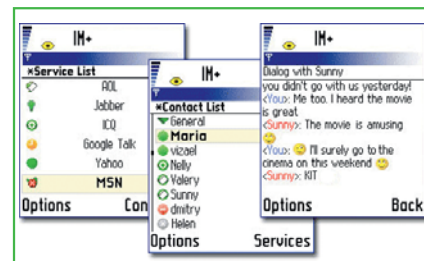 IM+
×Service List
AOL
Jabber
ICQ
Google Talk
Yahoo
MSN
Options Con
IM+
×Contact List
General
Maria
vizael
Nelly
Valery
Sunny
dmitry
Helen
Options Services
IM+
Dialog with Sunny
you didn't go with us yesterday!
<You>: Me too. I heard the movie
is great
<Sunny>: The movie is amusing
<You>: I'll surely go to the
cinema on this weekend
<Sunny>: KIT
Options Back